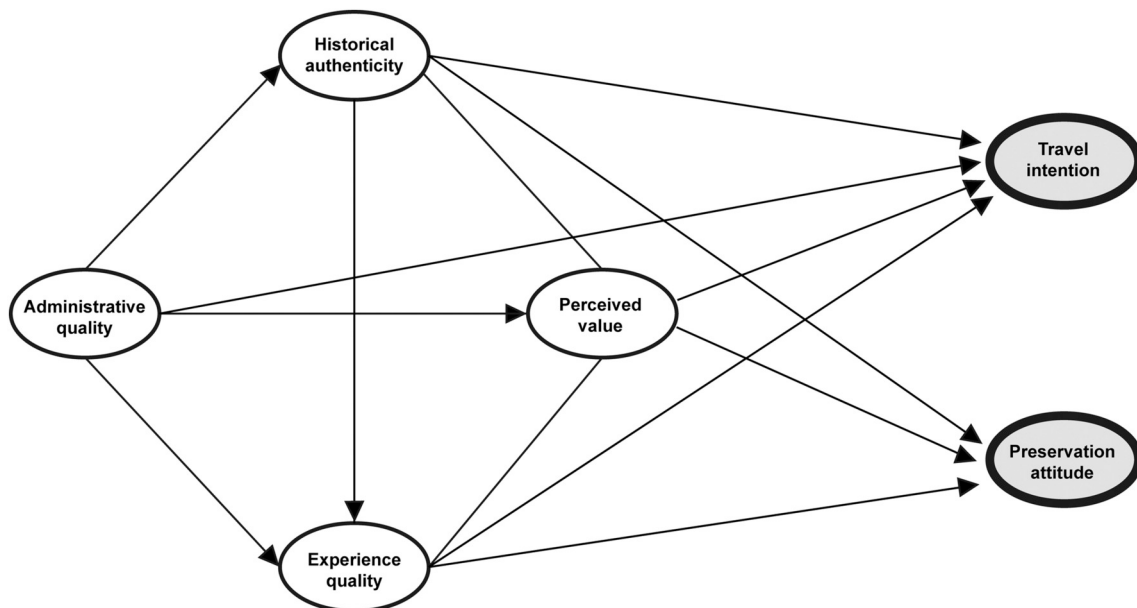 Historical
authenticity
Travel
intention
Administrative
quality
Perceived
value
Preservation
attitude
Experience
quality